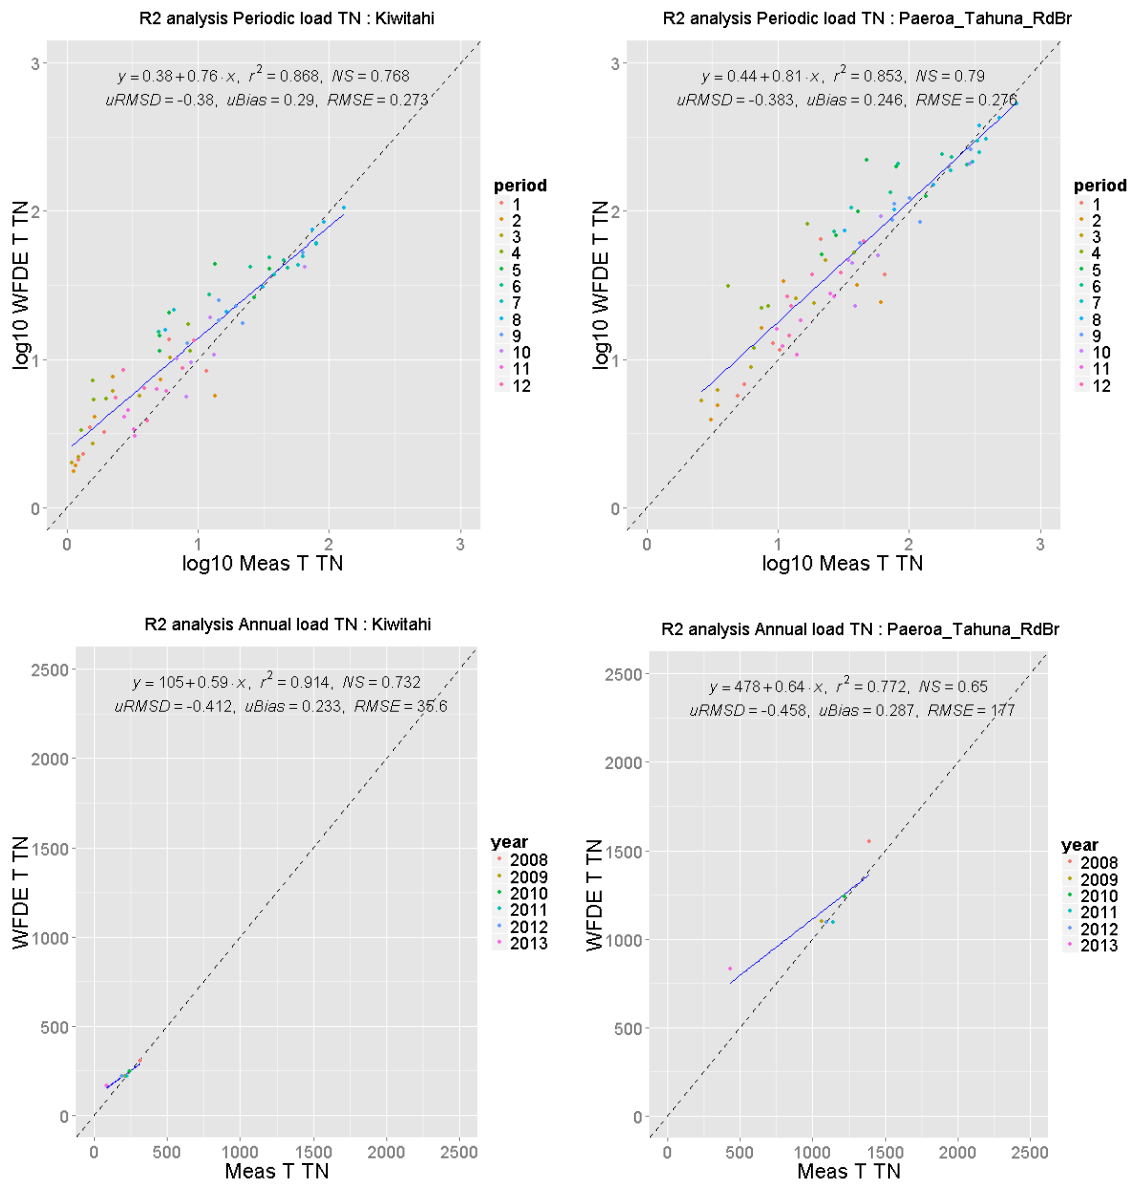 R2 analysis Periodic load TN : Kiwitahi
y = 0.38 + 0.76 · x, r² = 0.868, NS = 0.768
uRMSD = -0.38, uBias = 0.29, RMSE = 0.273
3
2
1
0
log10 WFDE T TN
0 1 2 3
log10 Meas T TN
period
1
2
3
4
5
6
7
8
9
10
11
12
R2 analysis Periodic load TN : Paeroa_Tahuna_RdBr
y = 0.44 + 0.81 · x, r² = 0.853, NS = 0.79
uRMSD = -0.383, uBias = 0.246, RMSE = 0.276
3
2
1
0
log10 WFDE T TN
0 1 2 3
log10 Meas T TN
period
1
2
3
4
5
6
7
8
9
10
11
12
R2 analysis Annual load TN : Kiwitahi
y = 105 + 0.59 · x, r² = 0.914, NS = 0.732
uRMSD = -0.412, uBias = 0.233, RMSE = 35.6
2500
2000
1500
1000
500
0
WFDE T TN
0 500 1000 1500 2000 2500
Meas T TN
year
2008
2009
2010
2011
2012
2013
R2 analysis Annual load TN : Paeroa_Tahuna_RdBr
y = 478 + 0.64 · x, r² = 0.772, NS = 0.65
uRMSD = -0.458, uBias = 0.287, RMSE = 177
2500
2000
1500
1000
500
0
WFDE T TN
0 500 1000 1500 2000 2500
Meas T TN
year
2008
2009
2010
2011
2012
2013